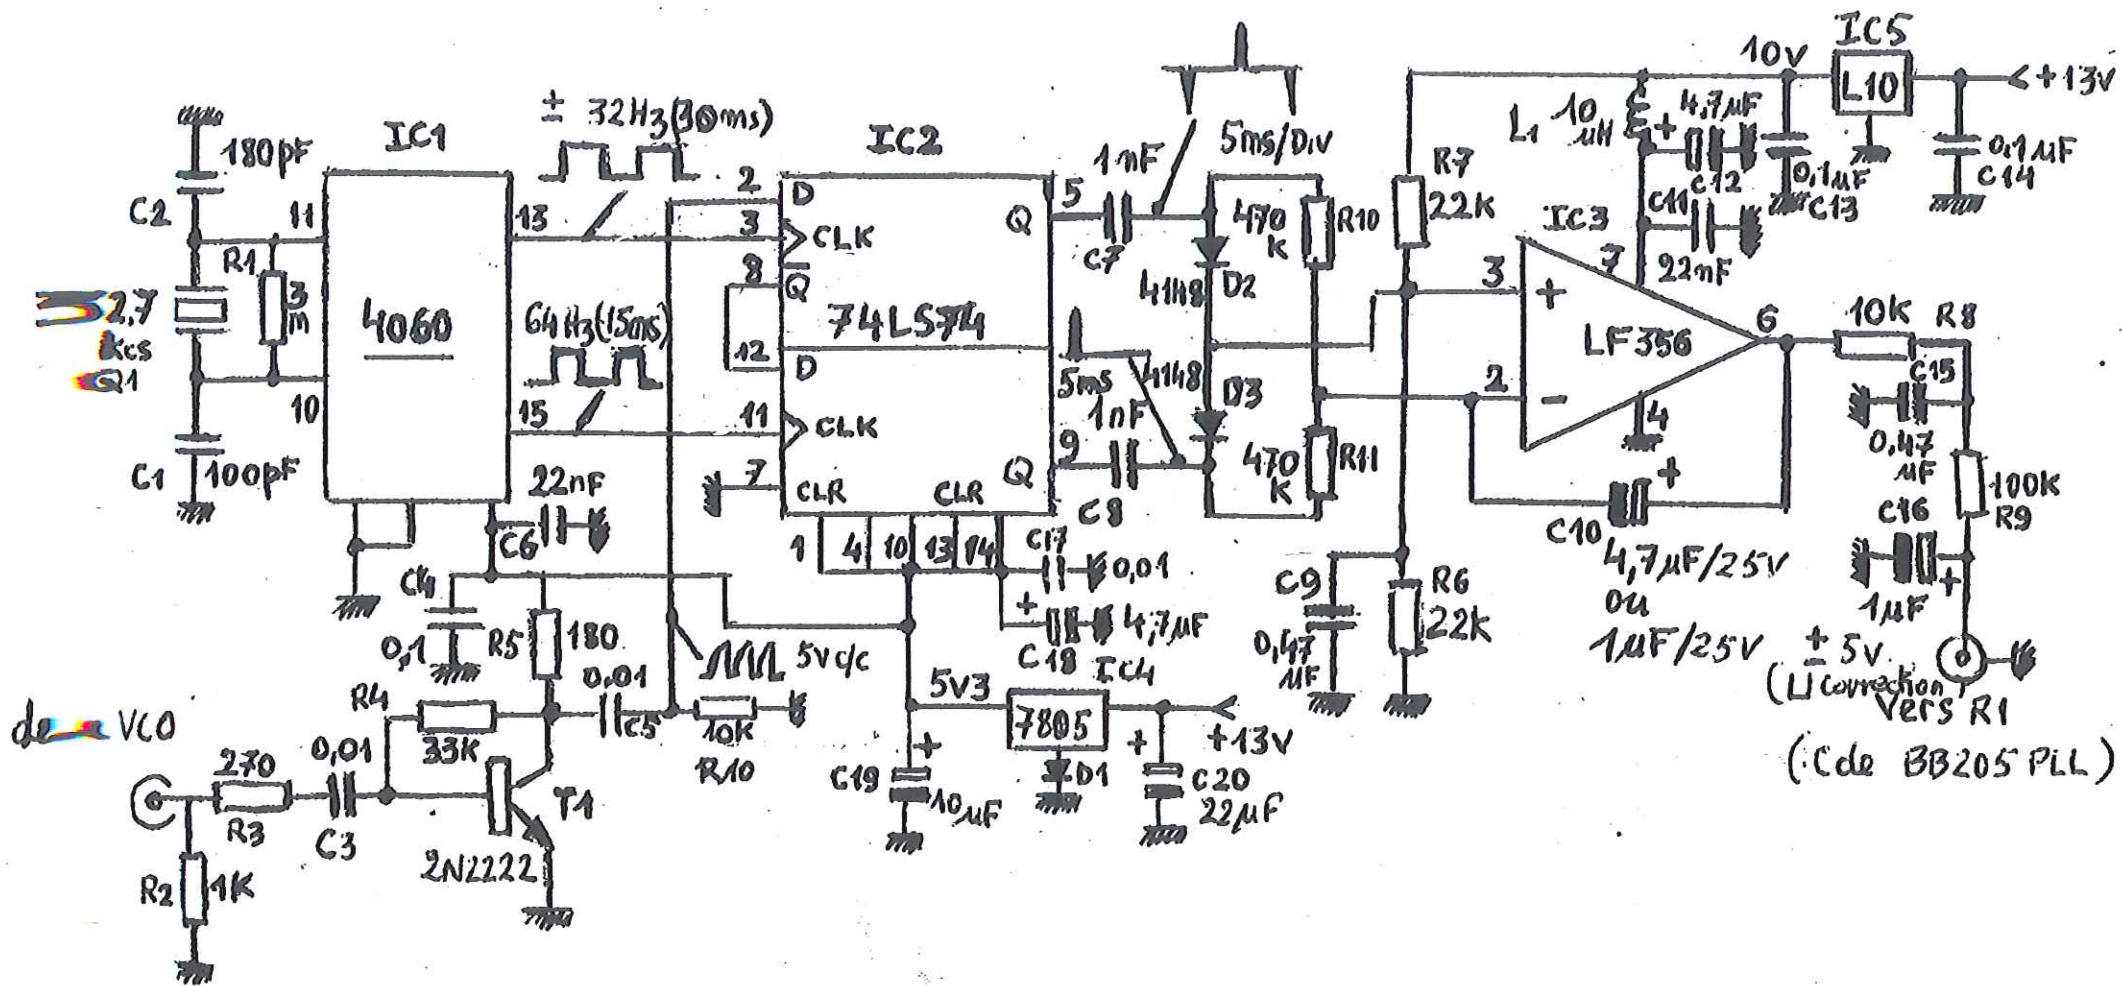 IC5
10V
L10
+13V
± 32Hz(30ms)
IC1
IC2
5ms/Div
180pF
C2
11
13
2
D
3
CLK
8
Q
1nF
5
Q
C7
470
K
R10
D2
4148
R7
22K
L1 10
µH
+
4,7µF
C12
0,1µF
C13
0,1µF
C14
C11
22nF
IC3
7
3
+
LF356
6
2
-
4
10K
R8
R1
3
m
2,7
kcs
Q1
4060
64Hz(15ms)
74LS74
12
D
5ms
4148
D3
1nF
10
15
11
CLK
9
Q
C8
470
K
R11
C15
0,47
µF
100K
R9
C1
100pF
22nF
C6
7
CLR
CLR
1
4
10
13
14
C17
0,01
+
4,7µF
C18
C10
+
4,7µF/25V
ou
1µF/25V
C16
1µF
+
C9
0,47
µF
R6
22K
± 5V
(⊔ correction)
vers R1
(Cde BB205 PLL)
C4
0,1
R5
180
5V c/c
0,01
C5
10K
R10
5V3
IC4
7805
+13V
D1
C19
+
10µF
+
C20
22µF
R4
33K
de VCO
270
R3
0,01
C3
T1
2N2222
R2
1K